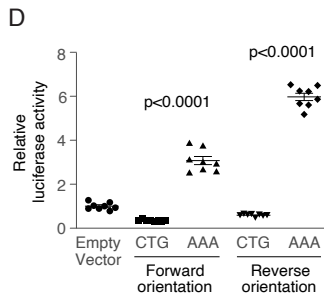 D
8
6
4
2
0
Relative
luciferase activity
p<0.0001
p<0.0001
Empty
Vector
CTG
AAA
CTG
AAA
Forward
orientation
Reverse
orientation